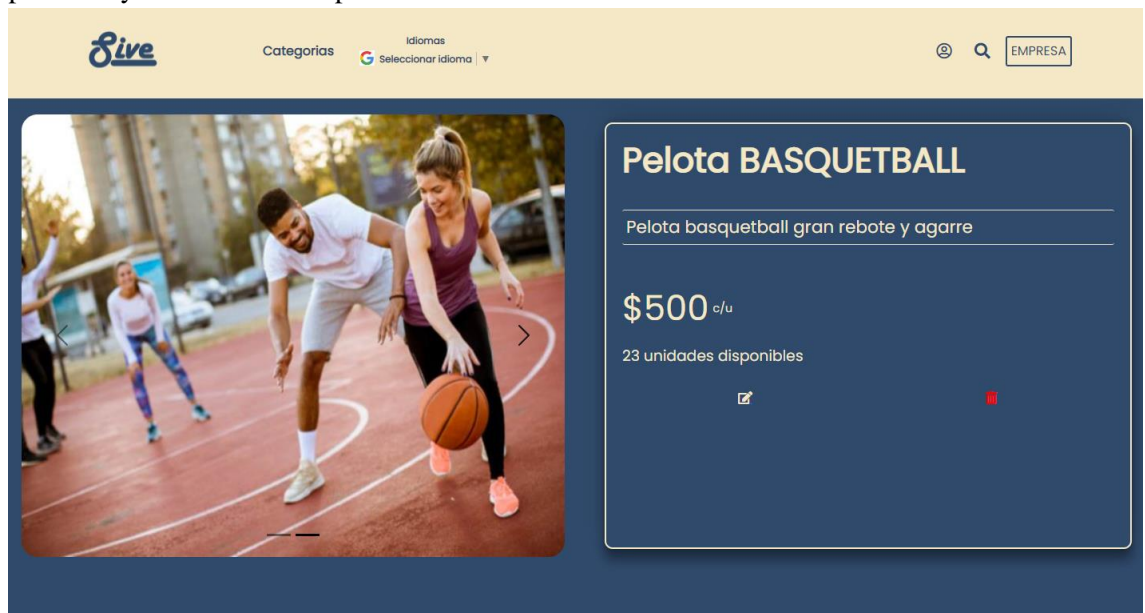 Sive
Categorias
Idiomas
Seleccionar idioma ▼
EMPRESA
Pelota BASQUETBALL
Pelota basquetball gran rebote y agarre
$500 c/u
23 unidades disponibles